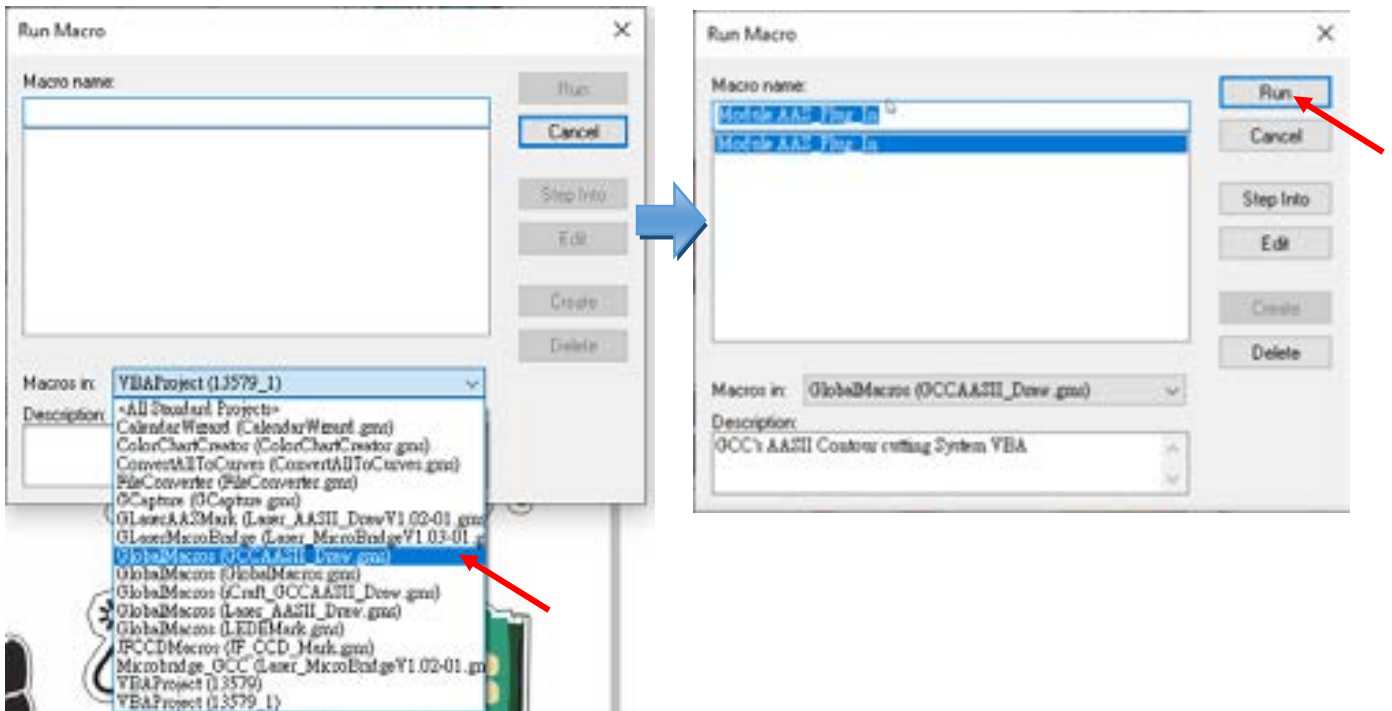 Run Macro
Macro name:
Run
Cancel
Step Into
Edit
Create
Delete
Macros in: VBAProject (13579_1)
Description:
<All Standard Projects>
CalendarWizard (CalendarWizard.gms)
ColorChartCreator (ColorChartCreator.gms)
ConvertAllToCurves (ConvertAllToCurves.gms)
FileConverter (FileConverter.gms)
GCapture (GCapture.gms)
GLaserAASMark (Laser_AASII_DrawV1.02-01.gms
GLaserMicroBridge (Laser_MicroBridgeV1.03-01.g
GlobalMacros (GCCAASII_Draw.gms)
GlobalMacros (GlobalMacros.gms)
GlobalMacros (iCraft_GCCAASII_Draw.gms)
GlobalMacros (Laser_AASII_Draw.gms)
GlobalMacros (LEDEMark.gms)
JFCCDMacros (JF_CCD_Mark.gms)
Microbridge_GCC (Laser_MicroBridgeV1.02-01.gm
VBAProject (13579)
VBAProject (13579_1)
Run Macro
Macro name:
Module.AAS_Plug_In
Module.AAS_Plug_In
Run
Cancel
Step Into
Edit
Create
Delete
Macros in: GlobalMacros (GCCAASII_Draw.gms)
Description:
GCC's AASII Contour cutting System VBA